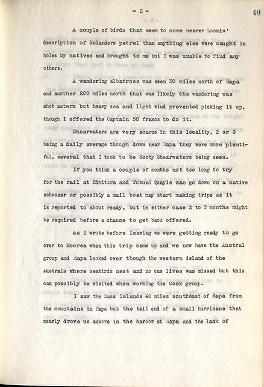 - 2 -
40
A couple of birds that seem to come nearer Loomis'
description of Solanders petrel than anything else were caught in
holes by natives and brought to me but I was unable to find any
others.
A wandering albatross was seen 30 miles north of Rapa
and another 200 miles north that was likely the wandering was
shot astern but heavy sea and light wind prevented picking it up,
though I offered the Captain 50 francs to do it.
Shearwaters are very scarce in this locality, 2 or 3
being a daily average though down near Rapa they were more plenti-
ful, several that I took to be Sooty Shearwaters being seen.
If you think a couple of months not too long to try
for the rail at Rimitara and Tubuai Quayle can go down on a native
schooner or possibly a mail boat may start making trips as it
is reported to about ready, but in either case 2 to 3 months might
be required before a chance to get back offered.
As I wrote before leaving we were getting ready to go
over to Moorea when this trip came up and we now have the Austral
group and Rapa looked over though the western island of the
Australs where seabirds nest and no one lives was missed but this
can possibly be visited when working the Cook group.
I saw the Bass Islands 40 miles southeast of Rapa from
the mountains in Rapa but the tail end of a small hurricane that
nearly drove us ashore in the harbor at Rapa and the lack of